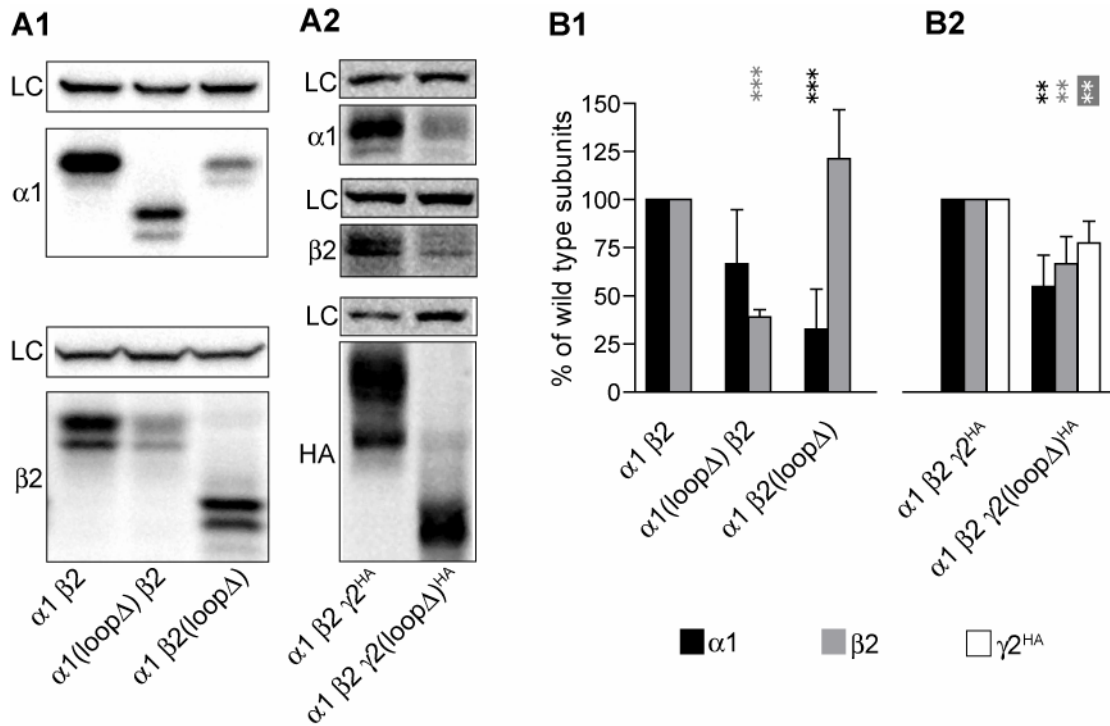 A1
LC
α1
LC
β2
α1 β2
α1(loopΔ) β2
α1 β2(loopΔ)
A2
LC
α1
LC
β2
LC
HA
α1 β2 γ2HA
α1 β2 γ2(loopΔ)HA
B1
B2
% of wild type subunits
150
125
100
75
50
25
0
***
***
**
**
**
α1 β2
α1(loopΔ) β2
α1 β2(loopΔ)
α1 β2 γ2HA
α1 β2 γ2(loopΔ)HA
α1
β2
γ2HA